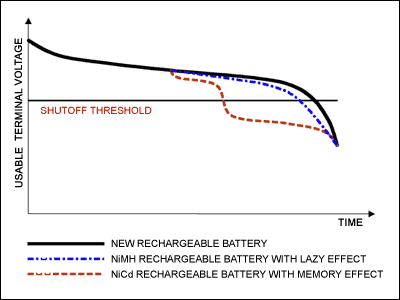 USABLE TERMINAL VOLTAGE
SHUTOFF THRESHOLD
TIME
NEW RECHARGEABLE BATTERY
NiMH RECHARGEABLE BATTERY WITH LAZY EFFECT
NiCd RECHARGEABLE BATTERY WITH MEMORY EFFECT